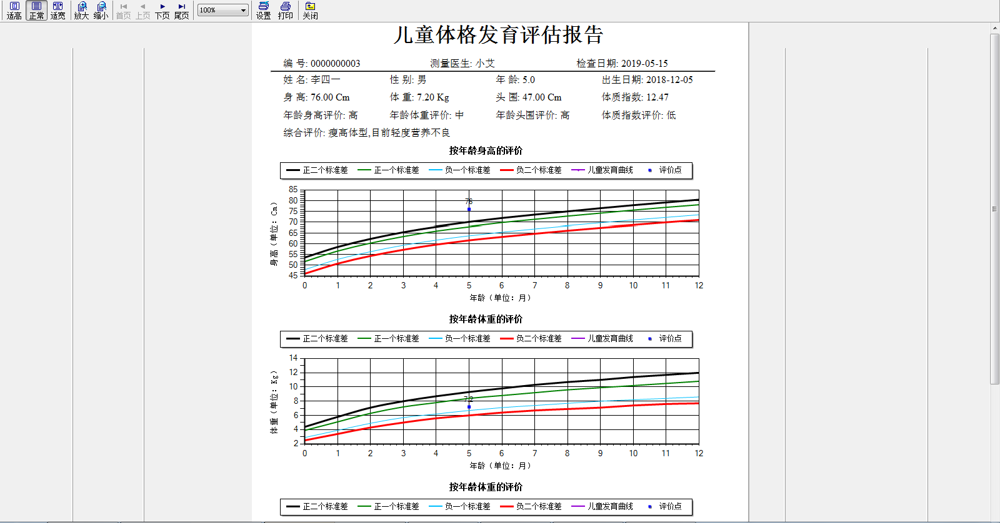 适高 正常 适宽 放大 缩小 首页 上页 下页 尾页 100% 设置 打印 关闭
儿童体格发育评估报告
编 号: 0000000003 测量医生: 小艾 检查日期: 2019-05-15
姓 名: 李四一 性 别: 男 年 龄: 5.0 出生日期: 2018-12-05
身 高: 76.00 Cm 体 重: 7.20 Kg 头 围: 47.00 Cm 体质指数: 12.47
年龄身高评价: 高 年龄体重评价: 中 年龄头围评价: 高 体质指数评价: 低
综合评价: 瘦高体型,目前轻度营养不良
按年龄身高的评价
正二个标准差 正一个标准差 负一个标准差 负二个标准差 儿童发育曲线 评价点
身高（单位: Cm）
85
80
75
70
65
60
55
50
45
76
0 1 2 3 4 5 6 7 8 9 10 11 12
年龄（单位: 月）
按年龄体重的评价
正二个标准差 正一个标准差 负一个标准差 负二个标准差 儿童发育曲线 评价点
体重（单位: Kg）
14
12
10
8
6
4
2
7.2
0 1 2 3 4 5 6 7 8 9 10 11 12
年龄（单位: 月）
按年龄体重的评价
正二个标准差 正一个标准差 负一个标准差 负二个标准差 儿童发育曲线 评价点